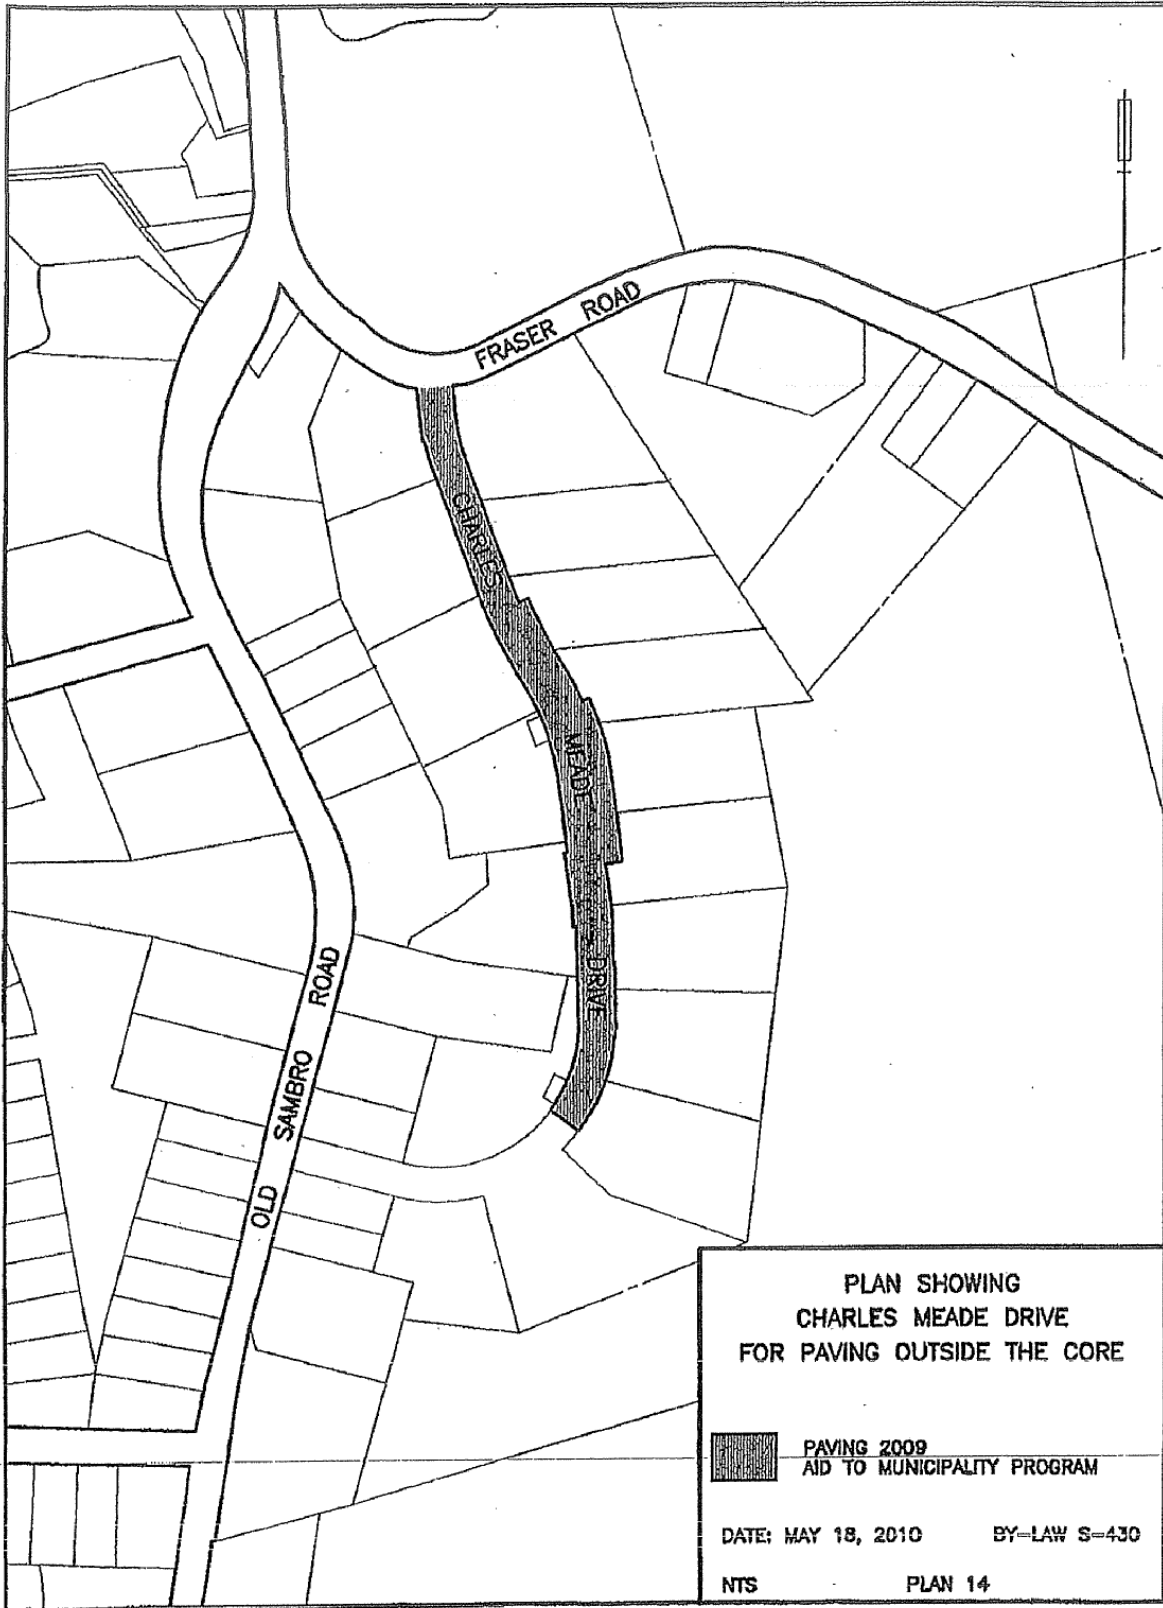 FRASER ROAD
CHARLES MEADE DRIVE
OLD SAMBRO ROAD
PLAN SHOWING
CHARLES MEADE DRIVE
FOR PAVING OUTSIDE THE CORE
PAVING 2009
AID TO MUNICIPALITY PROGRAM
DATE: MAY 18, 2010 BY-LAW S-430
NTS PLAN 14